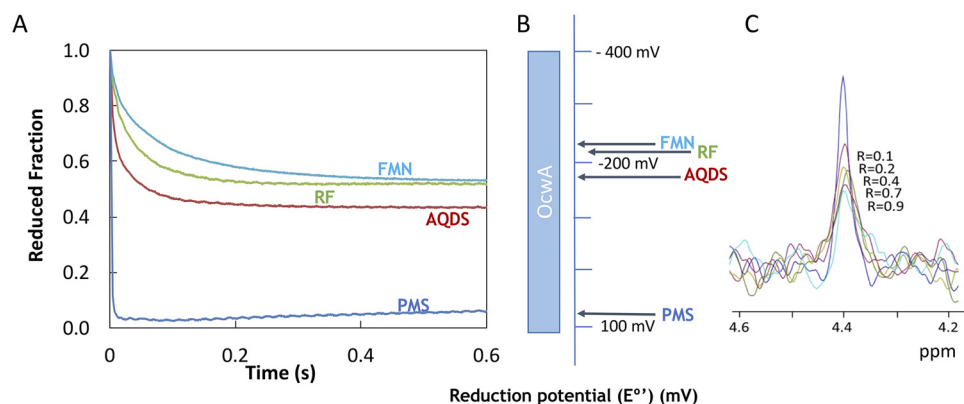 A
1.0
0.8
0.6
0.4
0.2
0.0
Reduced Fraction
FMN
RF
AQDS
PMS
0
0.2
0.4
0.6
Time (s)
B
OcwA
- 400 mV
FMN
RF
-200 mV
AQDS
PMS
100 mV
Reduction potential (Eº’) (mV)
C
R=0.1
R=0.2
R=0.4
R=0.7
R=0.9
4.6
4.4
4.2
ppm